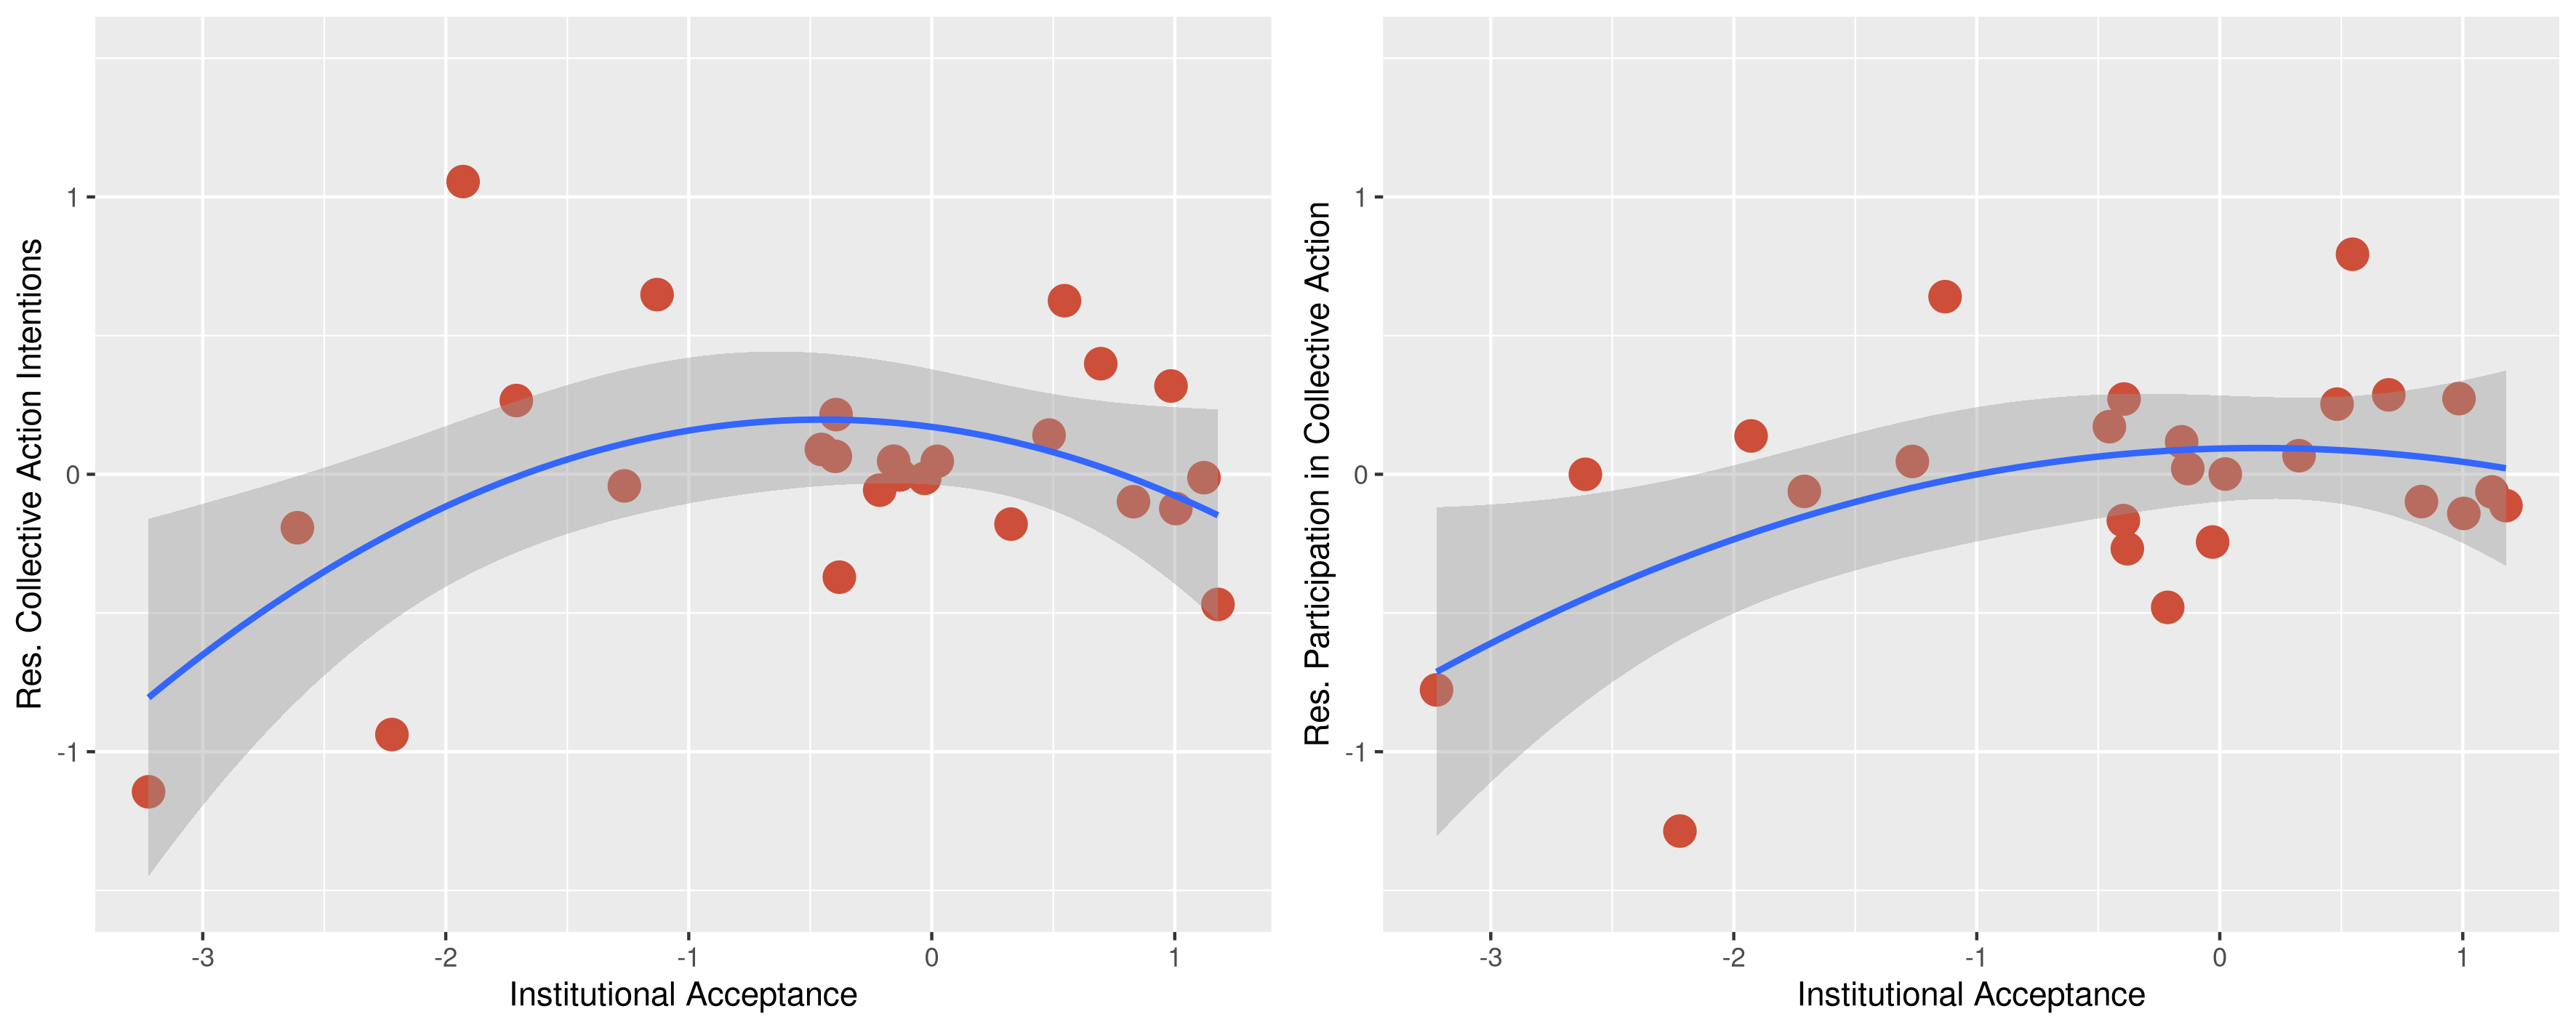 Res. Collective Action Intentions
1
0
-1
-3 -2 -1 0 1
Institutional Acceptance
Res. Participation in Collective Action
1
0
-1
-3 -2 -1 0 1
Institutional Acceptance